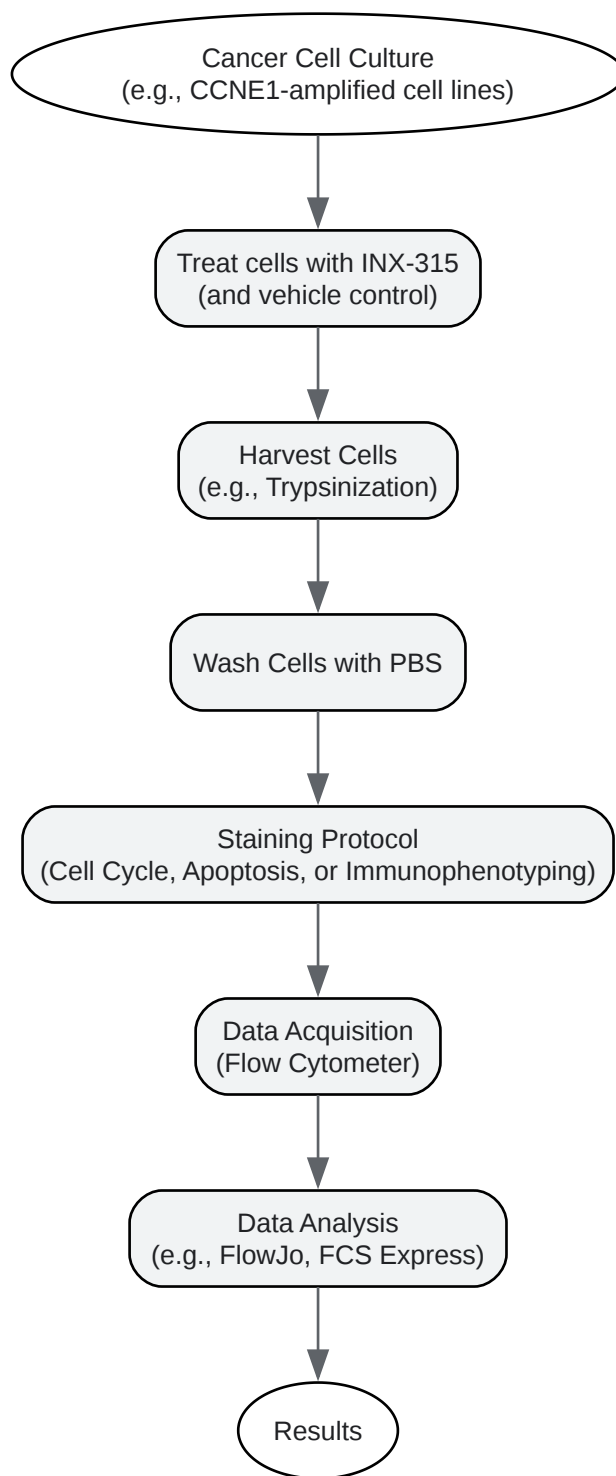 Cancer Cell Culture
(e.g., CCNE1-amplified cell lines)
Treat cells with INX-315
(and vehicle control)
Harvest Cells
(e.g., Trypsinization)
Wash Cells with PBS
Staining Protocol
(Cell Cycle, Apoptosis, or Immunophenotyping)
Data Acquisition
(Flow Cytometer)
Data Analysis
(e.g., FlowJo, FCS Express)
Results